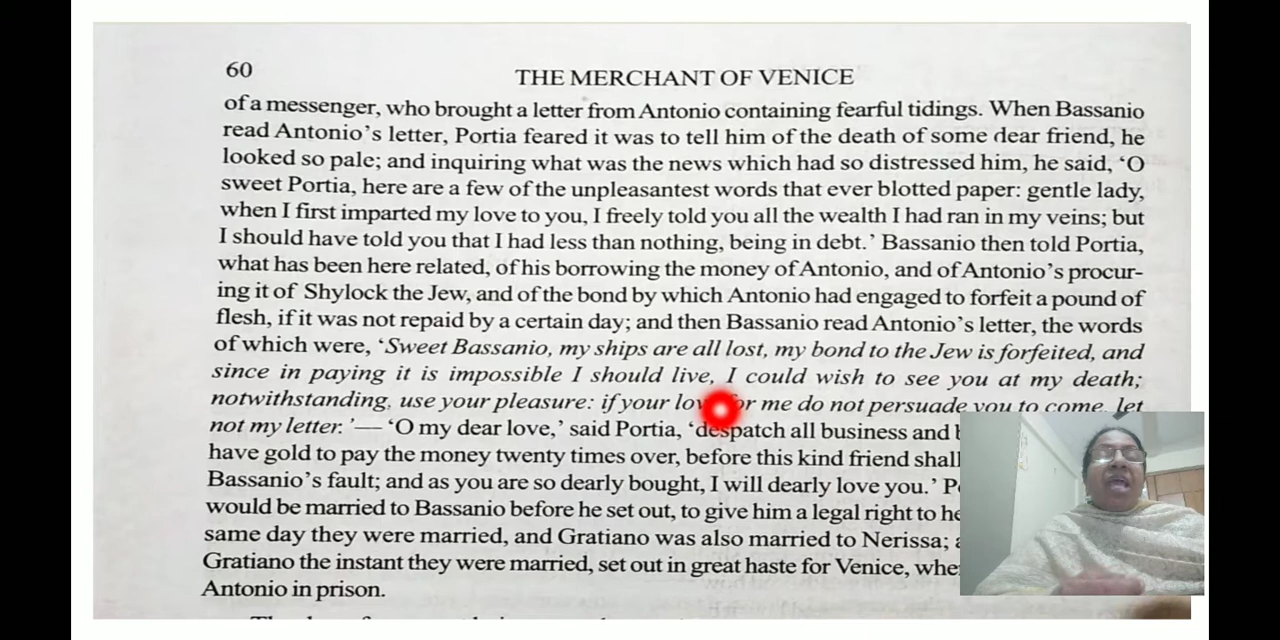 60
THE MERCHANT OF VENICE
of a messenger, who brought a letter from Antonio containing fearful tidings. When Bassanio
read Antonio's letter, Portia feared it was to tell him of the death of some dear friend, he
looked so pale; and inquiring what was the news which had so distressed him, he said, ‘O
sweet Portia, here are a few of the unpleasantest words that ever blotted paper: gentle lady,
when I first imparted my love to you, I freely told you all the wealth I had ran in my veins; but
I should have told you that I had less than nothing, being in debt.’ Bassanio then told Portia,
what has been here related, of his borrowing the money of Antonio, and of Antonio's procur-
ing it of Shylock the Jew, and of the bond by which Antonio had engaged to forfeit a pound of
flesh, if it was not repaid by a certain day; and then Bassanio read Antonio's letter, the words
of which were, ‘Sweet Bassanio, my ships are all lost, my bond to the Jew is forfeited, and
since in paying it is impossible I should live, I could wish to see you at my death;
notwithstanding, use your pleasure: if your for me do not persuade you to come, let
not my letter.’— ‘O my dear love,’ said Portia, ‘despatch all business and
have gold to pay the money twenty times over, before this kind friend shall
Bassanio's fault; and as you are so dearly bought, I will dearly love you.’
would be married to Bassanio before he set out, to give him a legal right to
same day they were married, and Gratiano was also married to Nerissa;
Gratiano the instant they were married, set out in great haste for Venice,
Antonio in prison.